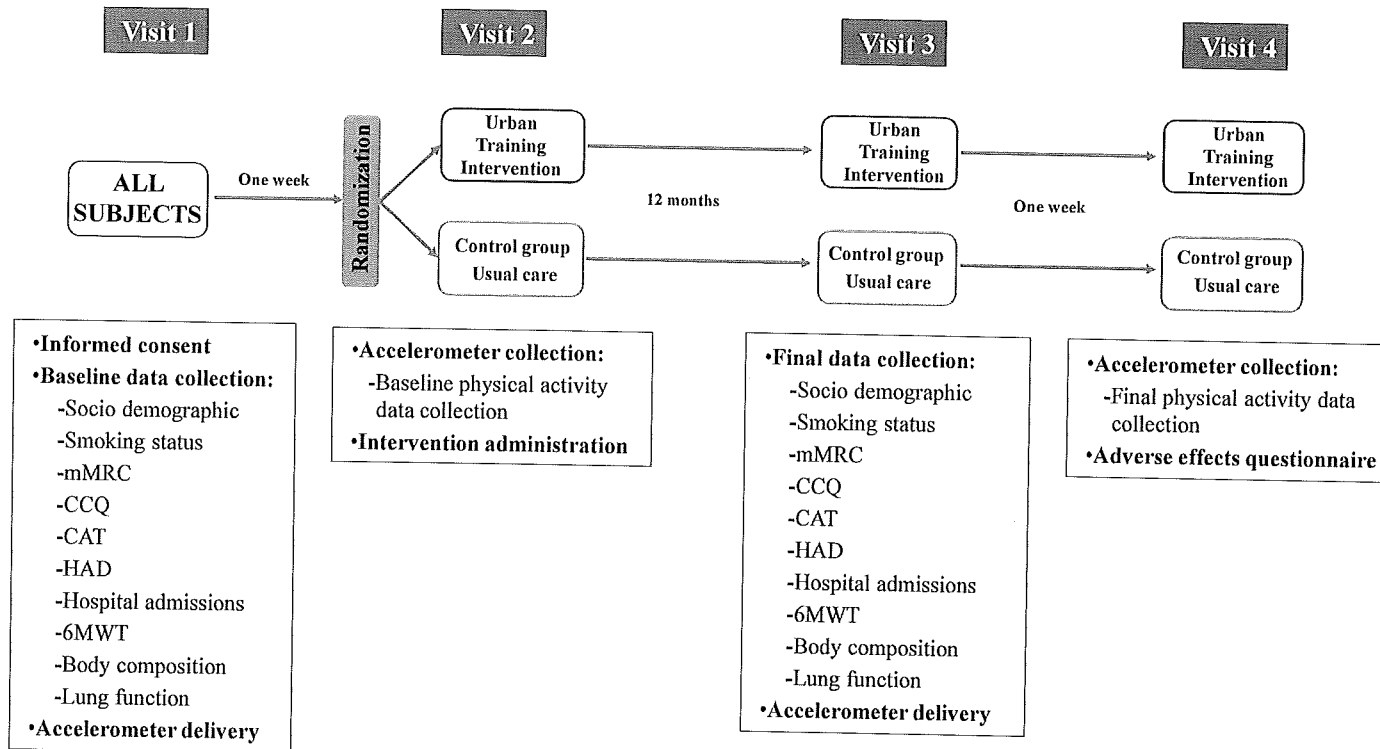 Visit 1
Visit 2
Visit 3
Visit 4
ALL
SUBJECTS
One week
Randomization
Urban
Training
Intervention
Control group
Usual care
12 months
Urban
Training
Intervention
Control group
Usual care
One week
Urban
Training
Intervention
Control group
Usual care
•Informed consent
•Baseline data collection:
-Socio demographic
-Smoking status
-mMRC
-CCQ
-CAT
-HAD
-Hospital admissions
-6MWT
-Body composition
-Lung function
•Accelerometer delivery
•Accelerometer collection:
-Baseline physical activity
data collection
•Intervention administration
•Final data collection:
-Socio demographic
-Smoking status
-mMRC
-CCQ
-CAT
-HAD
-Hospital admissions
-6MWT
-Body composition
-Lung function
•Accelerometer delivery
•Accelerometer collection:
-Final physical activity data
collection
•Adverse effects questionnaire